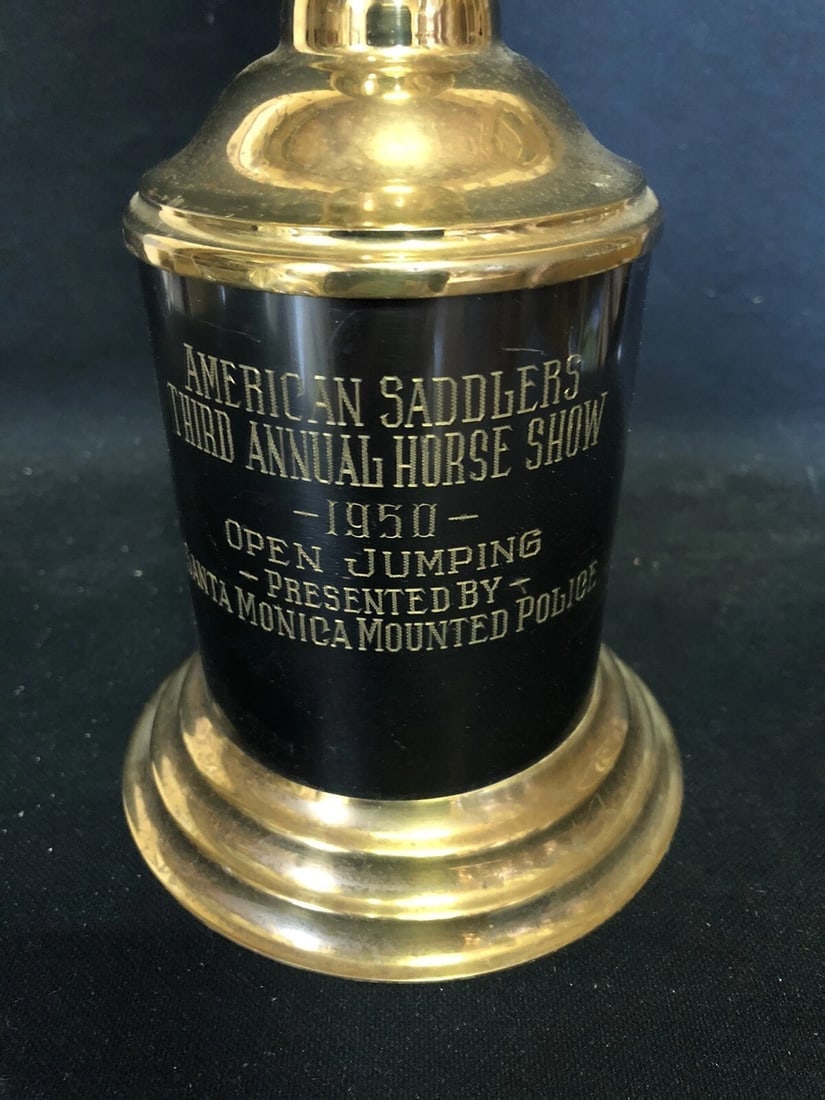 AMERICAN SADDLERS
THIRD ANNUAL HORSE SHOW
-1950-
OPEN JUMPING
- PRESENTED BY -
SANTA MONICA MOUNTED POLICE